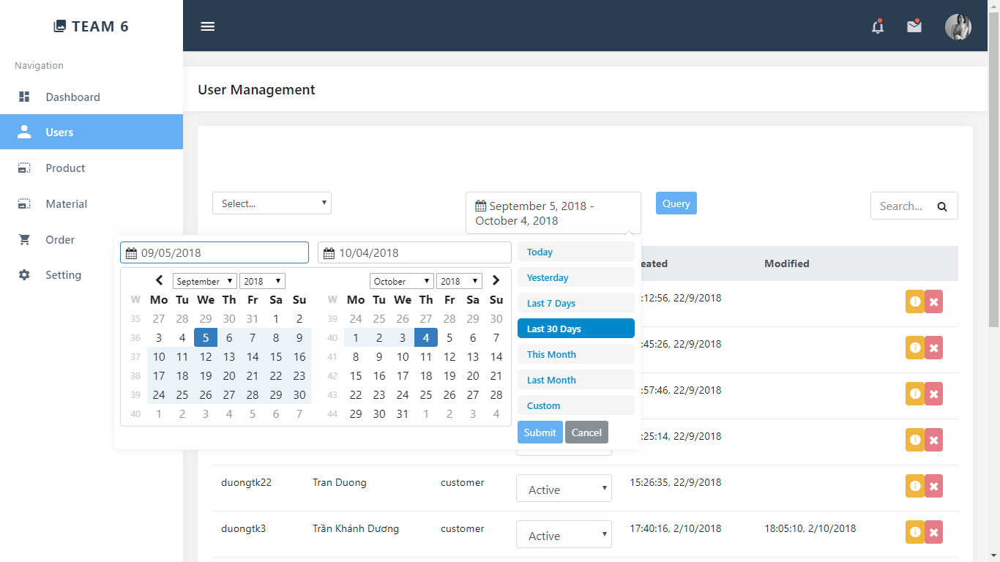 TEAM 6
Navigation
Dashboard
Users
Product
Material
Order
Setting
User Management
Select...
September 5, 2018 -
October 4, 2018
Query
Search...
09/05/2018
10/04/2018
September 2018
W Mo Tu We Th Fr Sa Su
35 27 28 29 30 31 1 2
36 3 4 5 6 7 8 9
37 10 11 12 13 14 15 16
38 17 18 19 20 21 22 23
39 24 25 26 27 28 29 30
40 1 2 3 4 5 6 7
October 2018
W Mo Tu We Th Fr Sa Su
39 24 25 26 27 28 29 30
40 1 2 3 4 5 6 7
41 8 9 10 11 12 13 14
42 15 16 17 18 19 20 21
43 22 23 24 25 26 27 28
44 29 30 31 1 2 3 4
Today
Yesterday
Last 7 Days
Last 30 Days
This Month
Last Month
Custom
Submit Cancel
eated Modified
:12:56, 22/9/2018
:45:26, 22/9/2018
:57:46, 22/9/2018
:25:14, 22/9/2018
duongtk22 Tran Duong customer Active 15:26:35, 22/9/2018
duongtk3 Trần Khánh Dương customer Active 17:40:16, 2/10/2018 18:05:10, 2/10/2018